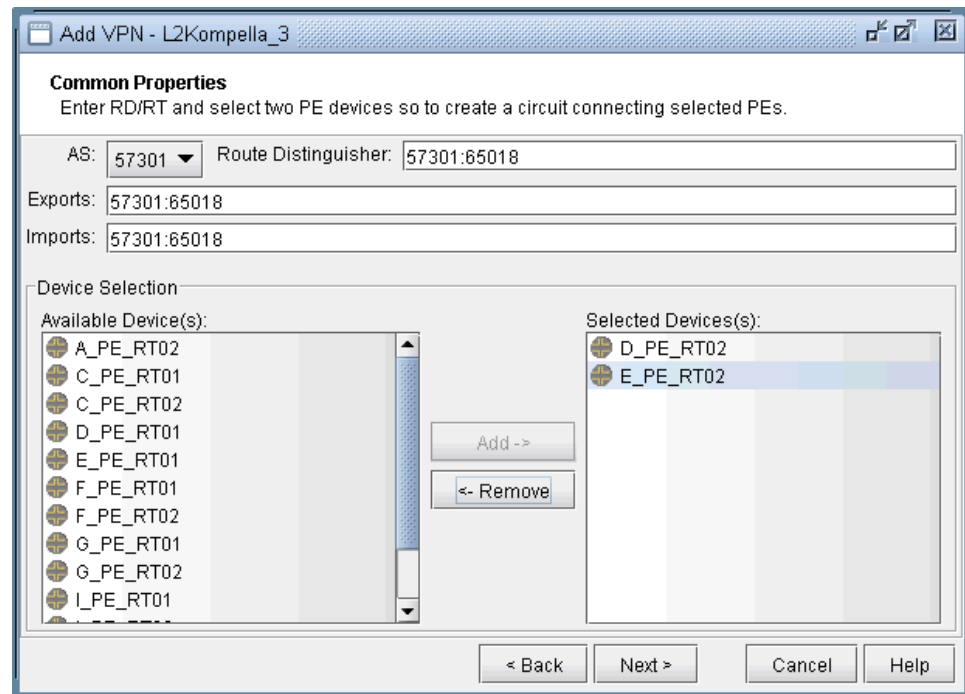 Add VPN - L2Kompella_3
Common Properties
Enter RD/RT and select two PE devices so to create a circuit connecting selected PEs.
AS: 57301 Route Distinguisher: 57301:65018
Exports: 57301:65018
Imports: 57301:65018
Device Selection
Available Device(s):
A_PE_RT02
C_PE_RT01
C_PE_RT02
D_PE_RT01
E_PE_RT01
F_PE_RT01
F_PE_RT02
G_PE_RT01
G_PE_RT02
I_PE_RT01
Add ->
<- Remove
Selected Devices(s):
D_PE_RT02
E_PE_RT02
< Back Next > Cancel Help